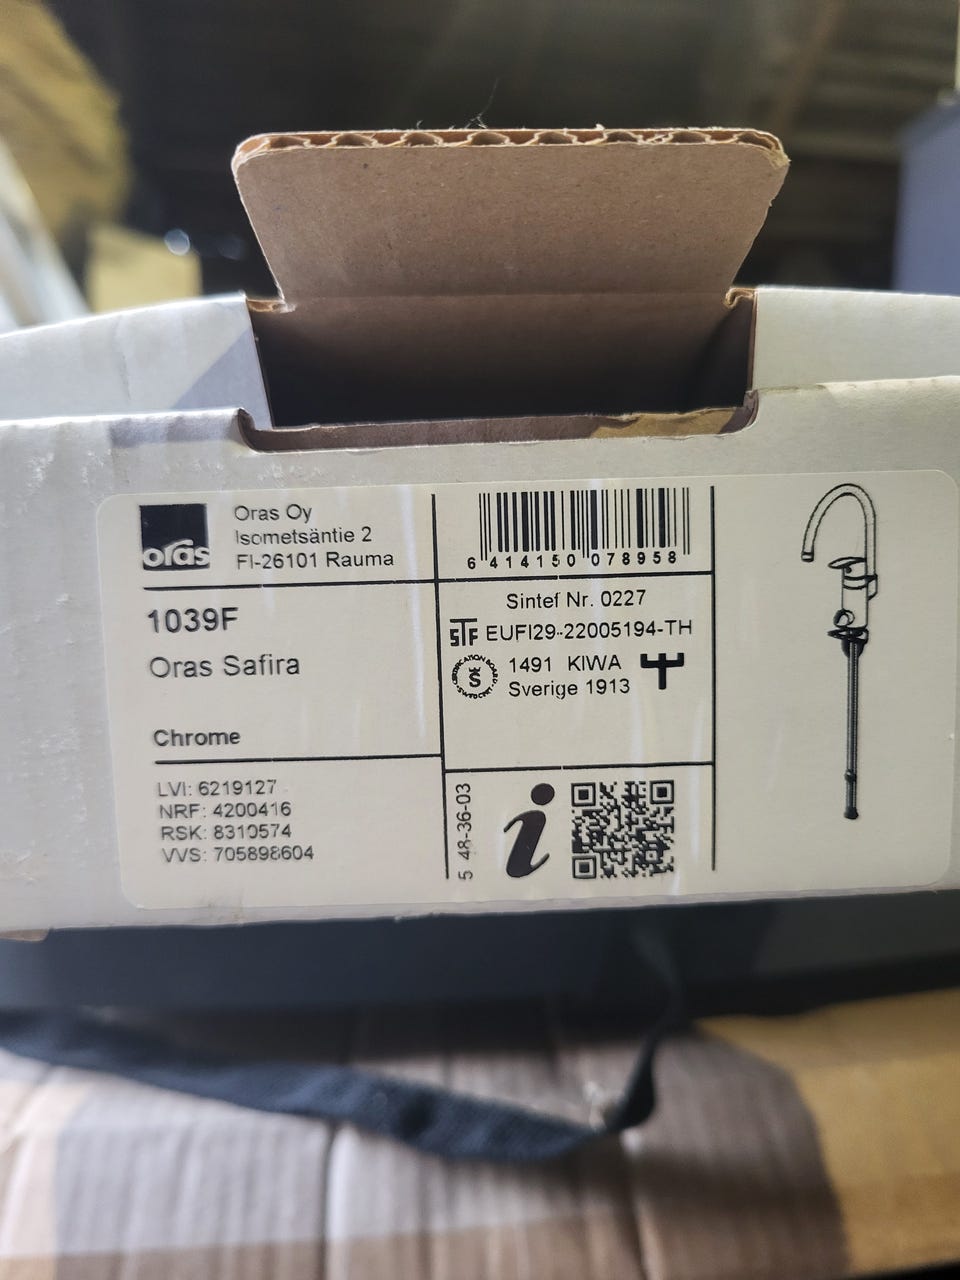 oras
Oras Oy
Isometsäntie 2
FI-26101 Rauma
1039F
Oras Safira
Chrome
LVI: 6219127
NRF: 4200416
RSK: 8310574
VVS: 705898604
6 414150 078958
Sintef Nr. 0227
STF EUFI29-22005194-TH
1491 KIWA
Sverige 1913
5 48-36-03
i